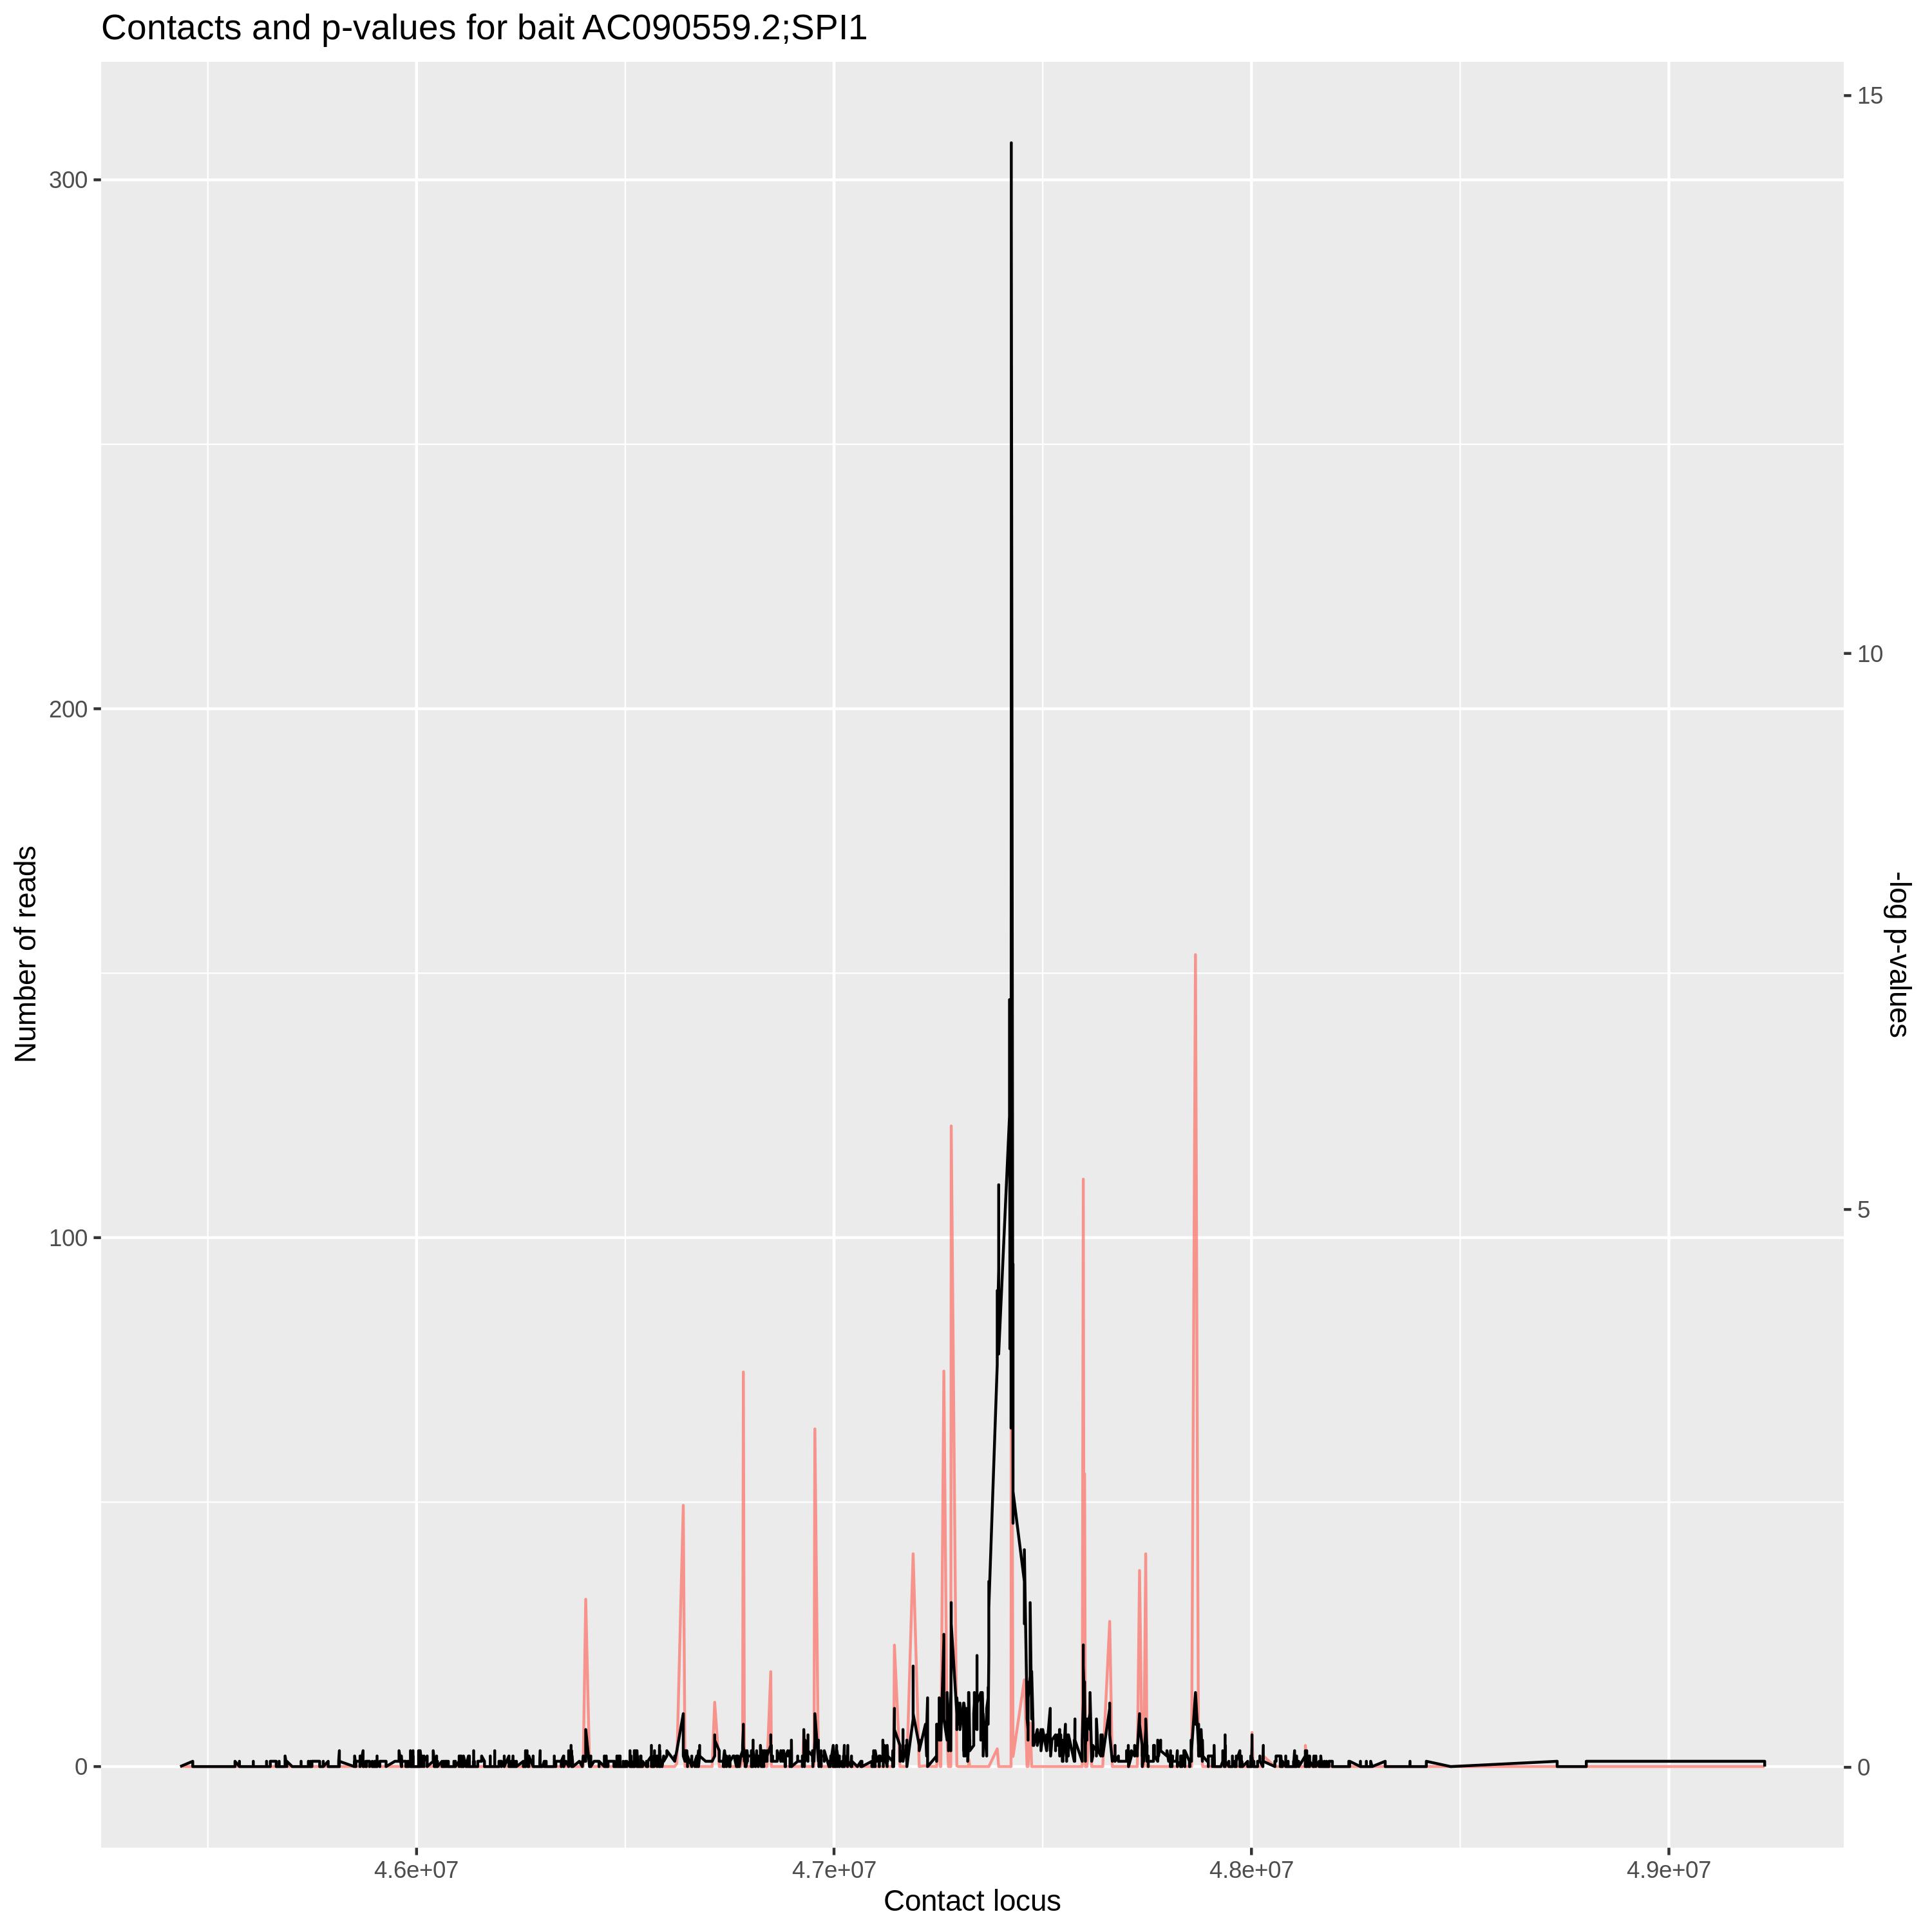 Contacts and p-values for bait AC090559.2;SPI1
300
200
100
0
Number of reads
15
10
5
0
-log p-values
4.6e+07
4.7e+07
4.8e+07
4.9e+07
Contact locus